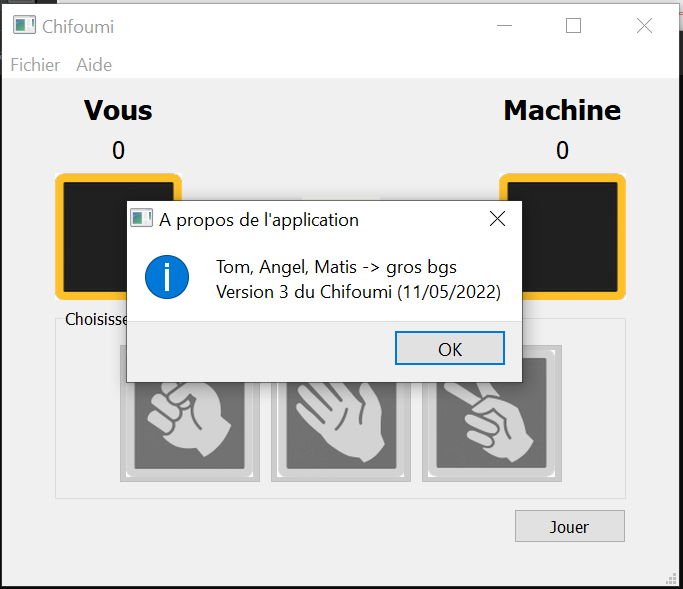 Chifoumi
Fichier Aide
Vous Machine
0 0
A propos de l'application
Tom, Angel, Matis -> gros bgs
Version 3 du Chifoumi (11/05/2022)
OK
Choisisse
Jouer